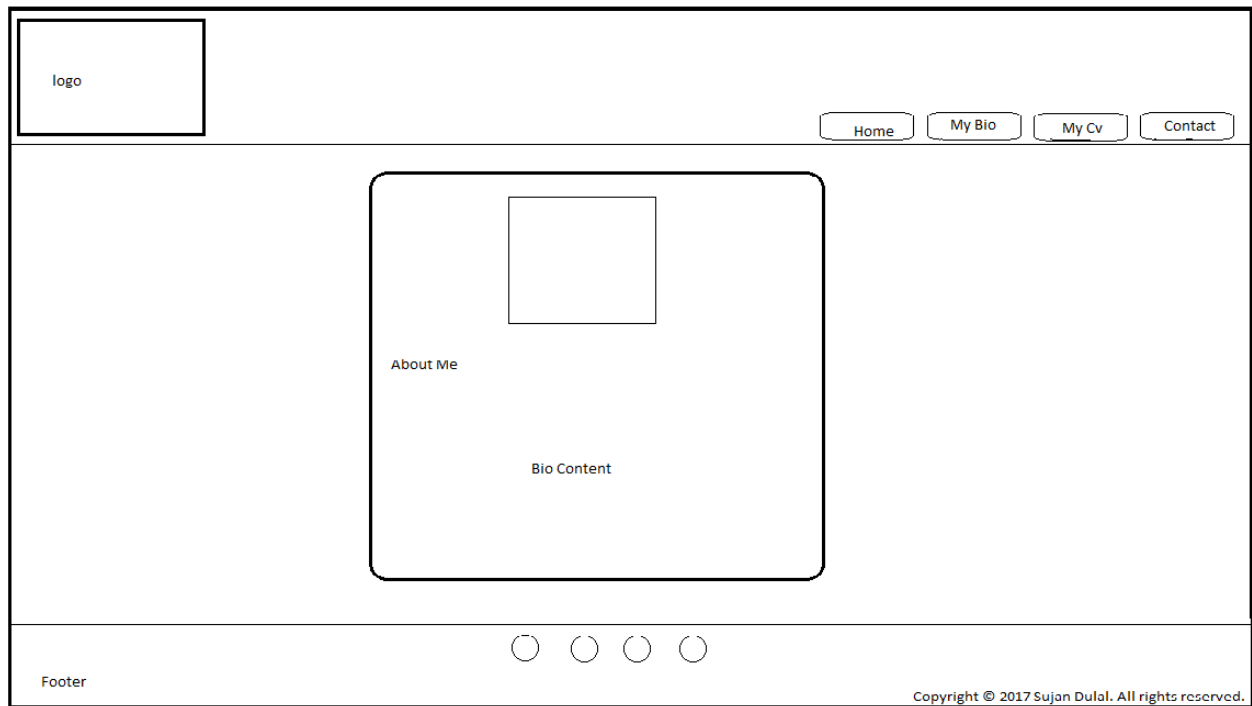 logo
Home My Bio My Cv Contact
About Me
Bio Content
Footer
Copyright © 2017 Sujan Dulal. All rights reserved.